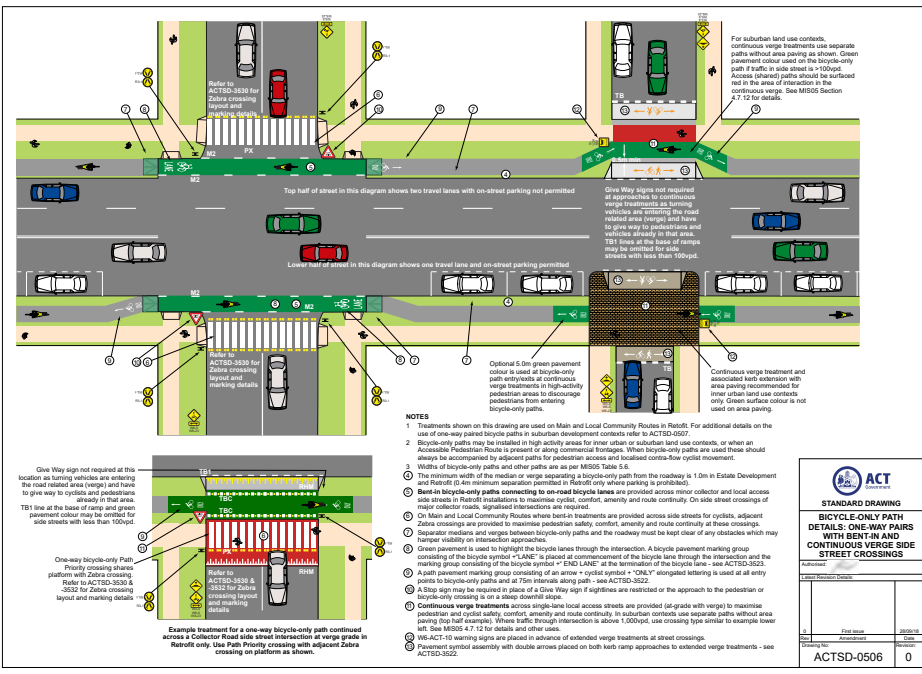 For suburban land use contexts,
continuous verge treatments use separate
paths without area paving as shown. Green
pavement colour used on the bicycle-only
path if traffic in side street is >100vpd.
Access (shared) paths should be surfaced
red in the area of interaction in the
continuous verge. See MIS05 Section
4.7.12 for details.
Refer to
ACTSD-3530 for
Zebra crossing
layout and
marking details
TB
13
12
9
7
8
6
10
9
7
11
PX
M2
LANE
5
0.5m min
13
4
M2
Top half of street in this diagram shows two travel lanes with on-street parking not permitted
Give Way signs not required
at approaches to continuous
verge treatments as turning
vehicles are entering the road
related area (verge) and have
to give way to pedestrians and
vehicles already in that area.
TB1 lines at the base of ramps
may be omitted for side
streets with less than 100vpd.
Lower half of street in this diagram shows one travel lane and on-street parking permitted
13
M2
M2
LANE
6
5
4
11
9
10
6
8
7
7
12
Refer to
ACTSD-3530 for
Zebra crossing
layout and
marking details
13
TB
Optional 5.0m green pavement
colour is used at bicycle-only
path entry/exits at continuous
verge treatments in high-activity
pedestrian areas to discourage
pedestrians from entering
bicycle-only paths.
Continuous verge treatment and
associated kerb extension with
area paving recommended for
inner urban land use contexts
only. Green surface colour is not
used on area paving.
Give Way sign not required at this
location as turning vehicles are entering
the road related area (verge) and have
to give way to cyclists and pedestrians
already in that area.
TB1 line at the base of ramp and green
pavement colour may be omitted for
side streets with less than 100vpd.
TB1
RHM
TBC
TBC
9
11
6
PX
RHM
One-way bicycle-only Path
Priority crossing shares
platform with Zebra crossing.
Refer to ACTSD-3530 &
-3532 for Zebra crossing
layout and marking details
Refer to
ACTSD-3530 &
-3532 for Zebra
crossing layout and
marking details
Example treatment for a one-way bicycle-only path continued
across a Collector Road side street intersection at verge grade in
Retrofit only. Use Path Priority crossing with adjacent Zebra
crossing on platform as shown.
NOTES
1 Treatments shown on this drawing are used on Main and Local Community Routes in Retofit. For additional details on the
use of one-way paired bicycle paths in suburban development contexts refer to ACTSD-0507.
2 Bicycle-only paths may be installed in high activity areas for inner urban or suburban land use contexts, or when an
Accessible Pedestrian Route is present or along commercial frontages. When bicycle-only paths are used these should
always be accompanied by adjacent paths for pedestrian access and localised contra-flow cyclist movement.
3 Widths of bicycle-only paths and other paths are as per MIS05 Table 5.6.
4 The minimum width of the median or verge separating a bicycle-only path from the roadway is 1.0m in Estate Development
and Retrofit (0.4m minimum separation permitted in Retrofit only where parking is prohibited).
5 Bent-in bicycle-only paths connecting to on-road bicycle lanes are provided across minor collector and local access
side streets in Retrofit installations to maximise cyclist, comfort, amenity and route continuity. On side street crossings of
major collector roads, signalised intersections are required.
6 On Main and Local Community Routes where bent-in treatments are provided across side streets for cyclists, adjacent
Zebra crossings are provided to maximise pedestrian safety, comfort, amenity and route continuity at these crossings.
7 Separator medians and verges between bicycle-only paths and the roadway must be kept clear of any obstacles which may
hamper visibility on intersection approaches.
8 Green pavement is used to highlight the bicycle lane through the intersection. A bicycle pavement marking group
consisting of the bicycle symbol +"LANE" is placed at commencement of the bicycle lane through the intersection and the
marking group consisting of the bicycle symbol +" END LANE" at the termination of the bicycle lane - see ACTSD-3523.
9 A path pavement marking group consisting of an arrow + cyclist symbol + "ONLY" elongated lettering is used at all entry
points to bicycle-only paths and at 75m intervals along path - see ACTSD-3522.
10 A Stop sign may be required in place of a Give Way sign if sightlines are restricted or the approach to the pedestrian or
bicycle-only crossing is on a steep downhill slope.
11 Continuous verge treatments across single-lane local access streets are provided (at-grade with verge) to maximise
pedestrian and cyclist safety, comfort, amenity and route continuity. In suburban contexts use separate paths without area
paving (top half example). Where traffic through intersection is above 1,000vpd, use crossing type similar to example lower
left. See MIS05 4.7.12 for details and other uses.
12 W6-ACT-10 warning signs are placed in advance of extended verge treatments at street crossings.
13 Pavement symbol assembly with double arrows placed on both kerb ramp approaches to extended verge treatments - see
ACTSD-3522.
ACT
Government
STANDARD DRAWING
BICYCLE-ONLY PATH
DETAILS: ONE-WAY PAIRS
WITH BENT-IN AND
CONTINUOUS VERGE SIDE
STREET CROSSINGS
Authorised:
Latest Revision Details:
0 First issue
Rev Amendment Date
Drawing No: Revision:
ACTSD-0506 0